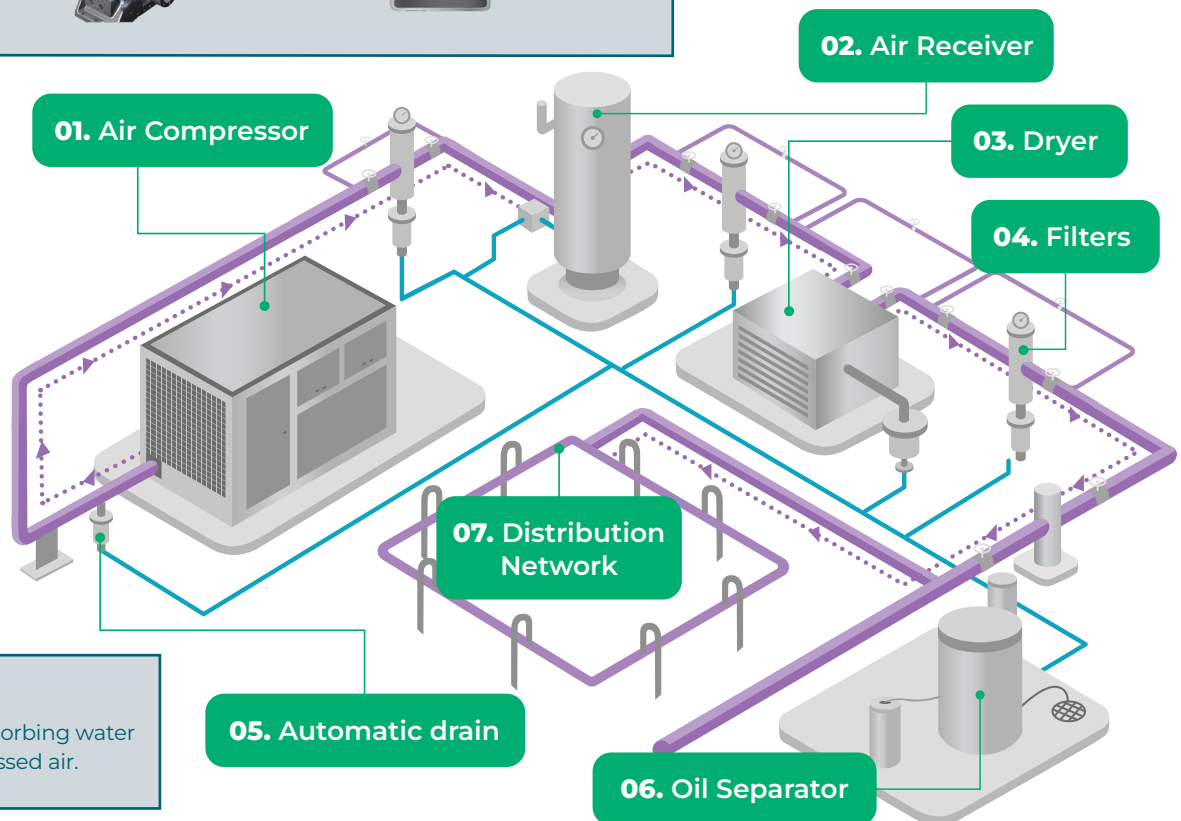 02. Air Receiver
01. Air Compressor
03. Dryer
04. Filters
07. Distribution
Network
05. Automatic drain
06. Oil Separator
orbing water
ssed air.